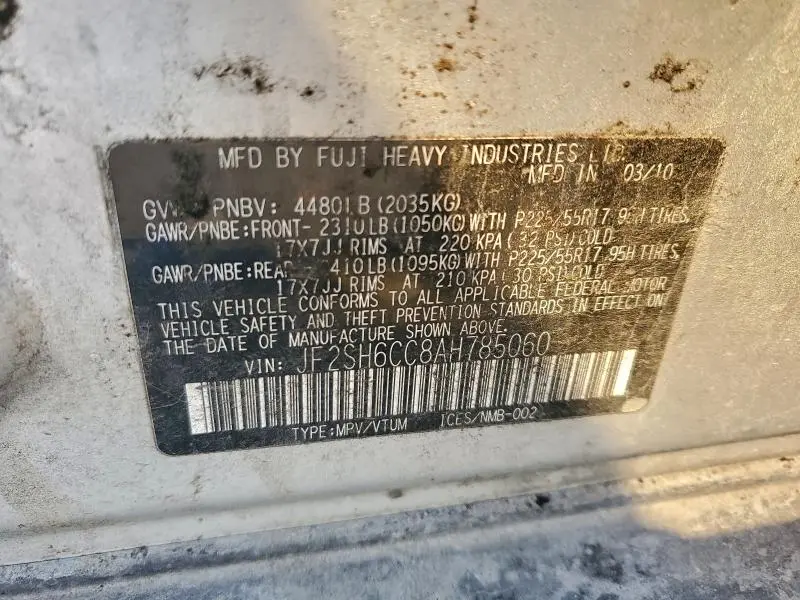 MFD BY FUJI HEAVY INDUSTRIES LTD.
MFD IN 03/10
PNBV: 4480LB(2035KG)
GAWR/PNBE:FRONT- 2310LB(1050KG)WITH P225/55R17 95H TIRES,
17X7JJ RIMS AT 220 KPA( 32 PSI)COLD
GAWR/PNBE:REAR 410LB(1095KG)WITH P225/55R17 95H TIRES,
17X7JJ RIMS AT 210 KPA( 30 PSI)COLD
THIS VEHICLE CONFORMS TO ALL APPLICABLE FEDERAL MOTOR
VEHICLE SAFETY AND THEFT PREVENTION STANDARDS IN EFFECT ON
THE DATE OF MANUFACTURE SHOWN ABOVE.
VIN: JF2SH6CC8AH785060
TYPE:MPV/VTUM ICES/NMB-002